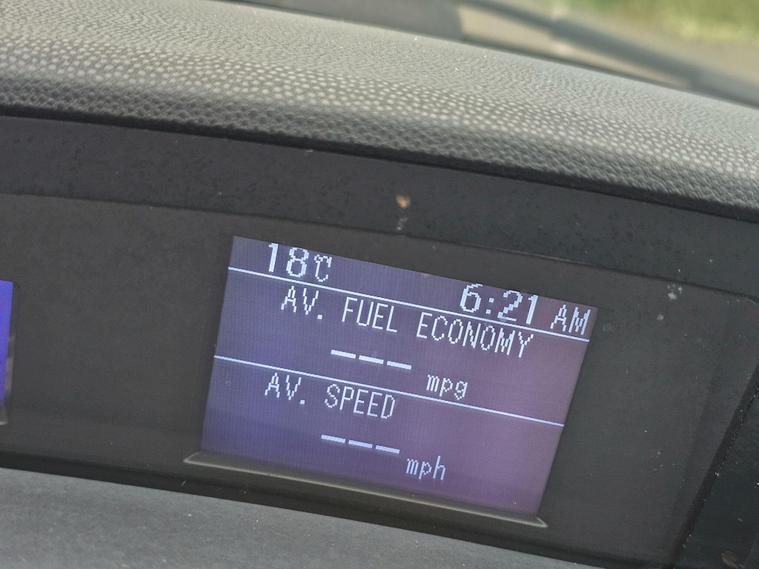 18℃
6:21 AM
AV. FUEL ECONOMY
--- mpg
AV. SPEED
--- mph